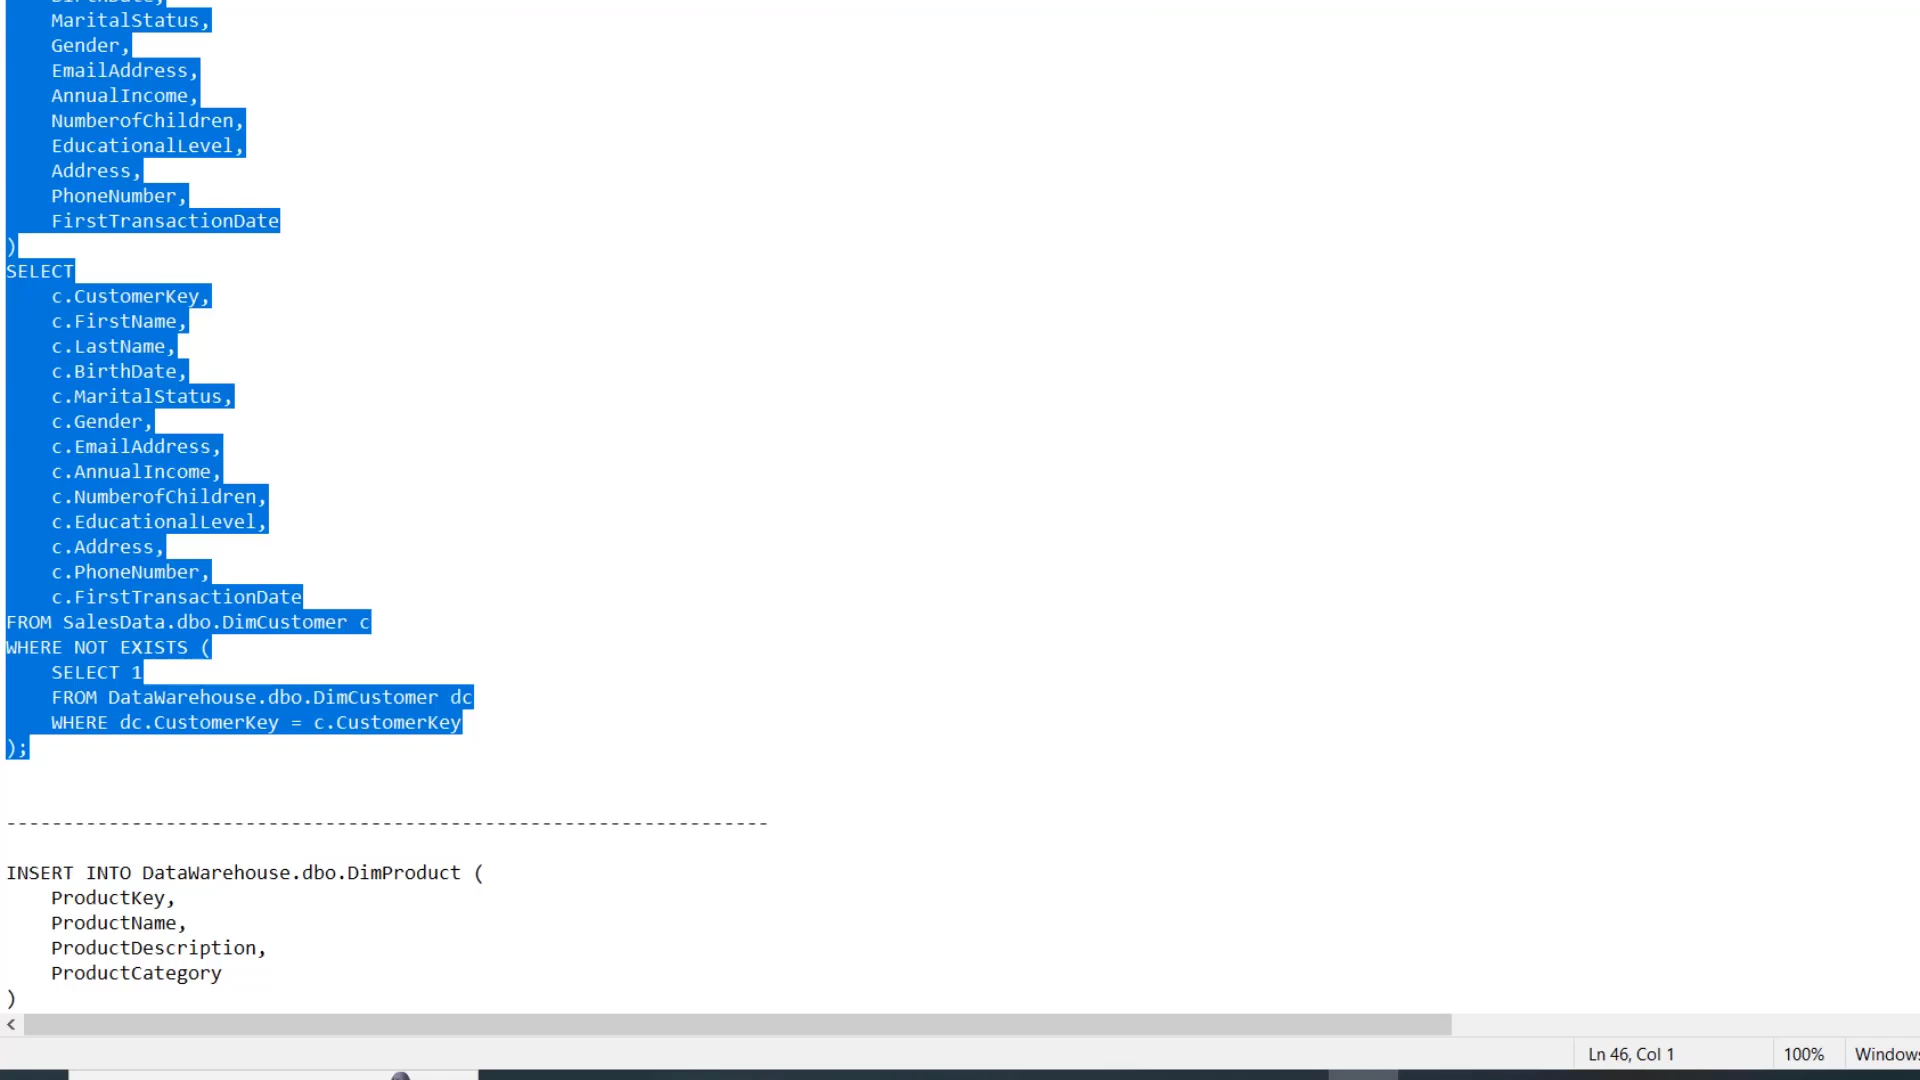 BirthDate,
MaritalStatus,
Gender,
EmailAddress,
AnnualIncome,
NumberofChildren,
EducationalLevel,
Address,
PhoneNumber,
FirstTransactionDate
)
SELECT
c.CustomerKey,
c.FirstName,
c.LastName,
c.BirthDate,
c.MaritalStatus,
c.Gender,
c.EmailAddress,
c.AnnualIncome,
c.NumberofChildren,
c.EducationalLevel,
c.Address,
c.PhoneNumber,
c.FirstTransactionDate
FROM SalesData.dbo.DimCustomer c
WHERE NOT EXISTS (
SELECT 1
FROM DataWarehouse.dbo.DimCustomer dc
WHERE dc.CustomerKey = c.CustomerKey
);
-------------------------------------------------------------------
INSERT INTO DataWarehouse.dbo.DimProduct (
ProductKey,
ProductName,
ProductDescription,
ProductCategory
)
Ln 46, Col 1
100%
Windows